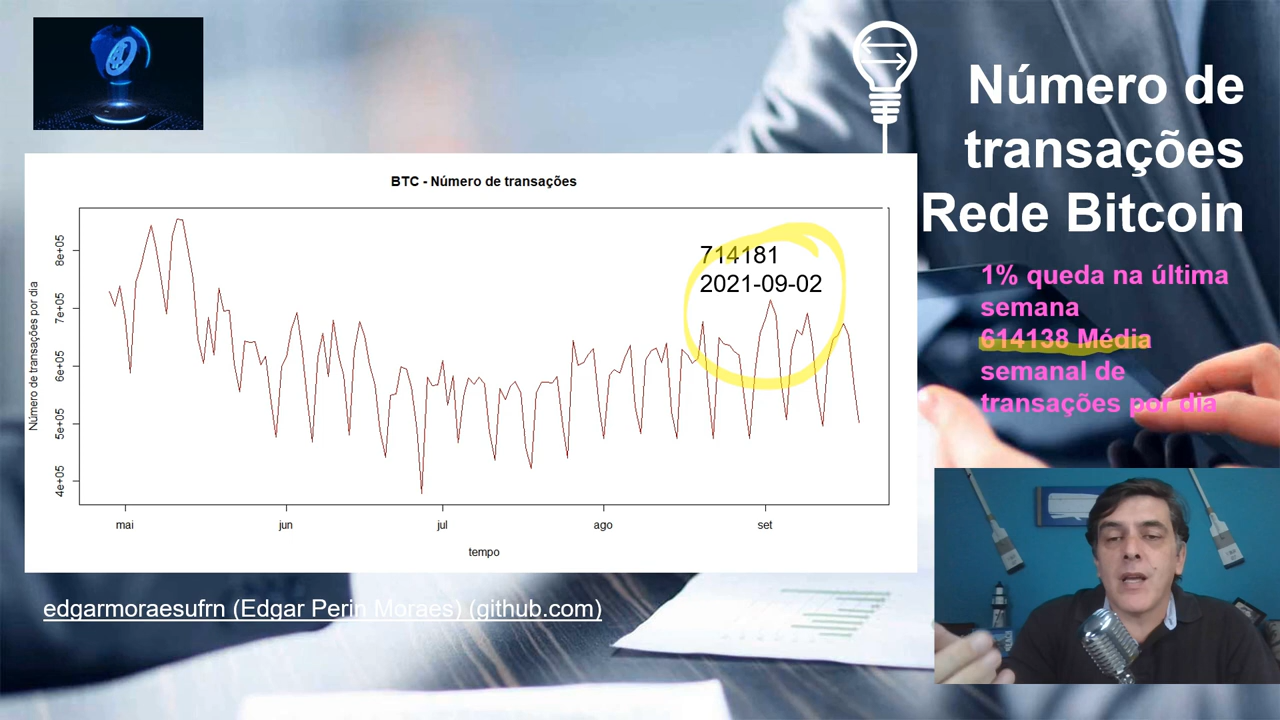 Número de
transações
Rede Bitcoin
1% queda na última
semana
614138 Média
semanal de
transações por dia
BTC - Número de transações
Número de transações por dia
8e+05
7e+05
6e+05
5e+05
4e+05
714181
2021-09-02
mai
jun
jul
ago
set
tempo
edgarmoraesufrn (Edgar Perin Moraes) (github.com)